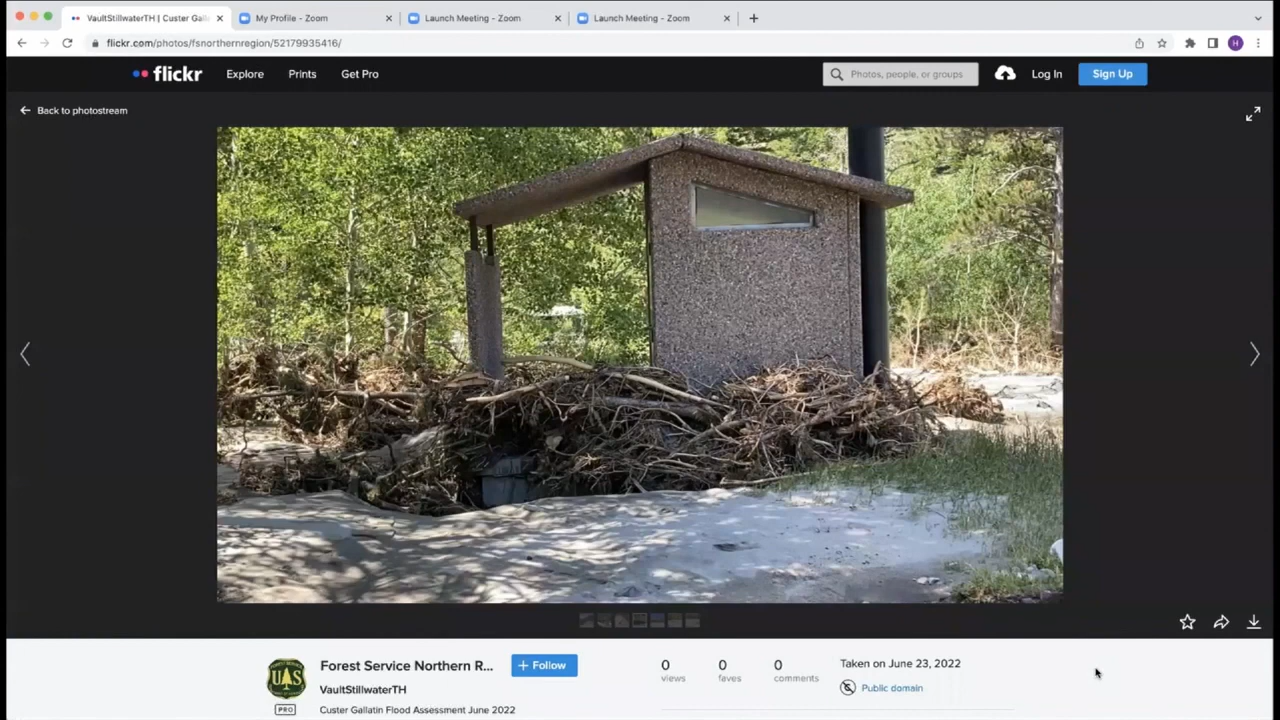 VaultStillwaterTH | Custer Gall
My Profile - Zoom
Launch Meeting - Zoom
Launch Meeting - Zoom
flickr.com/photos/fsnorthernregion/52179935416/
H
flickr
Explore
Prints
Get Pro
Photos, people, or groups
Log In
Sign Up
Back to photostream
UAS
PRO
Forest Service Northern R...
+ Follow
VaultStillwaterTH
Custer Gallatin Flood Assessment June 2022
0
views
0
faves
0
comments
Taken on June 23, 2022
Public domain